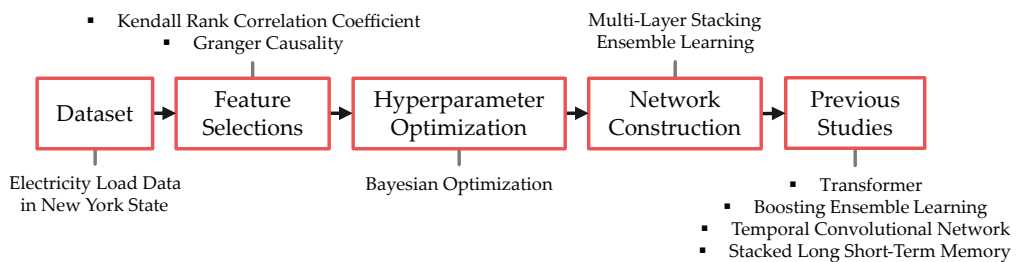 ▪ Kendall Rank Correlation Coefficient
▪ Granger Causality
Multi-Layer Stacking
Ensemble Learning
Dataset
Feature
Selections
Hyperparameter
Optimization
Network
Construction
Previous
Studies
Electricity Load Data
in New York State
Bayesian Optimization
▪ Transformer
▪ Boosting Ensemble Learning
▪ Temporal Convolutional Network
▪ Stacked Long Short-Term Memory